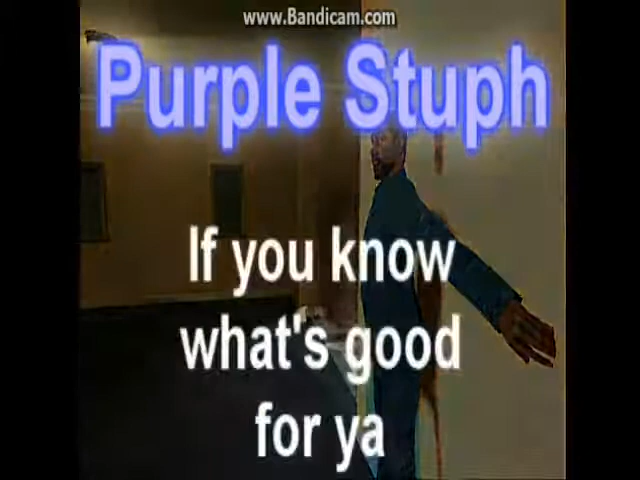 www.Bandicam.com
Purple Stuph
If you know
what's good
for ya